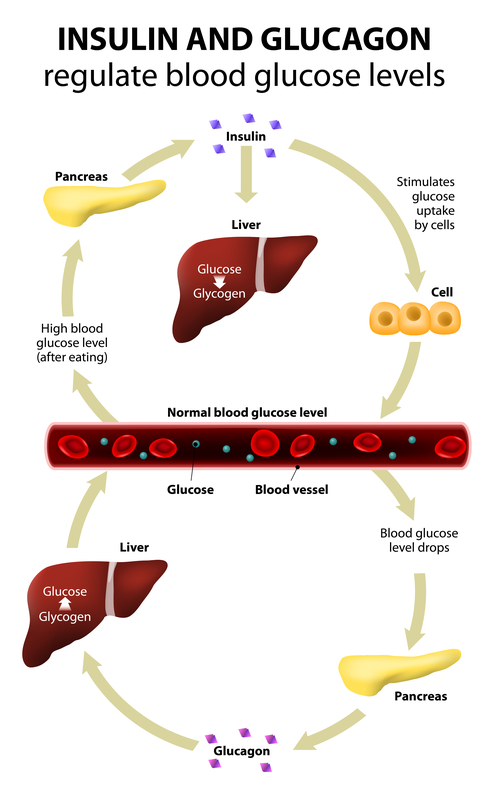 INSULIN AND GLUCAGON
regulate blood glucose levels
Insulin
Pancreas
Stimulates
glucose
uptake
by cells
Liver
Glucose
Glycogen
Cell
High blood
glucose level
(after eating)
Normal blood glucose level
Glucose
Blood vessel
Blood glucose
level drops
Liver
Glucose
Glycogen
Pancreas
Glucagon